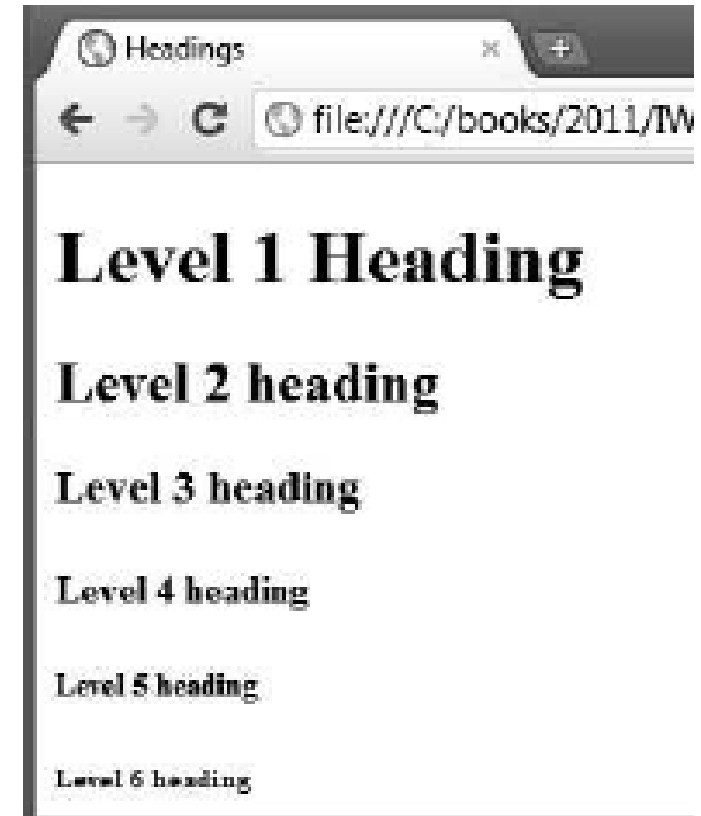 Headings
file:///C:/books/2011/IW
Level 1 Heading
Level 2 heading
Level 3 heading
Level 4 heading
Level 5 heading
Level 6 heading